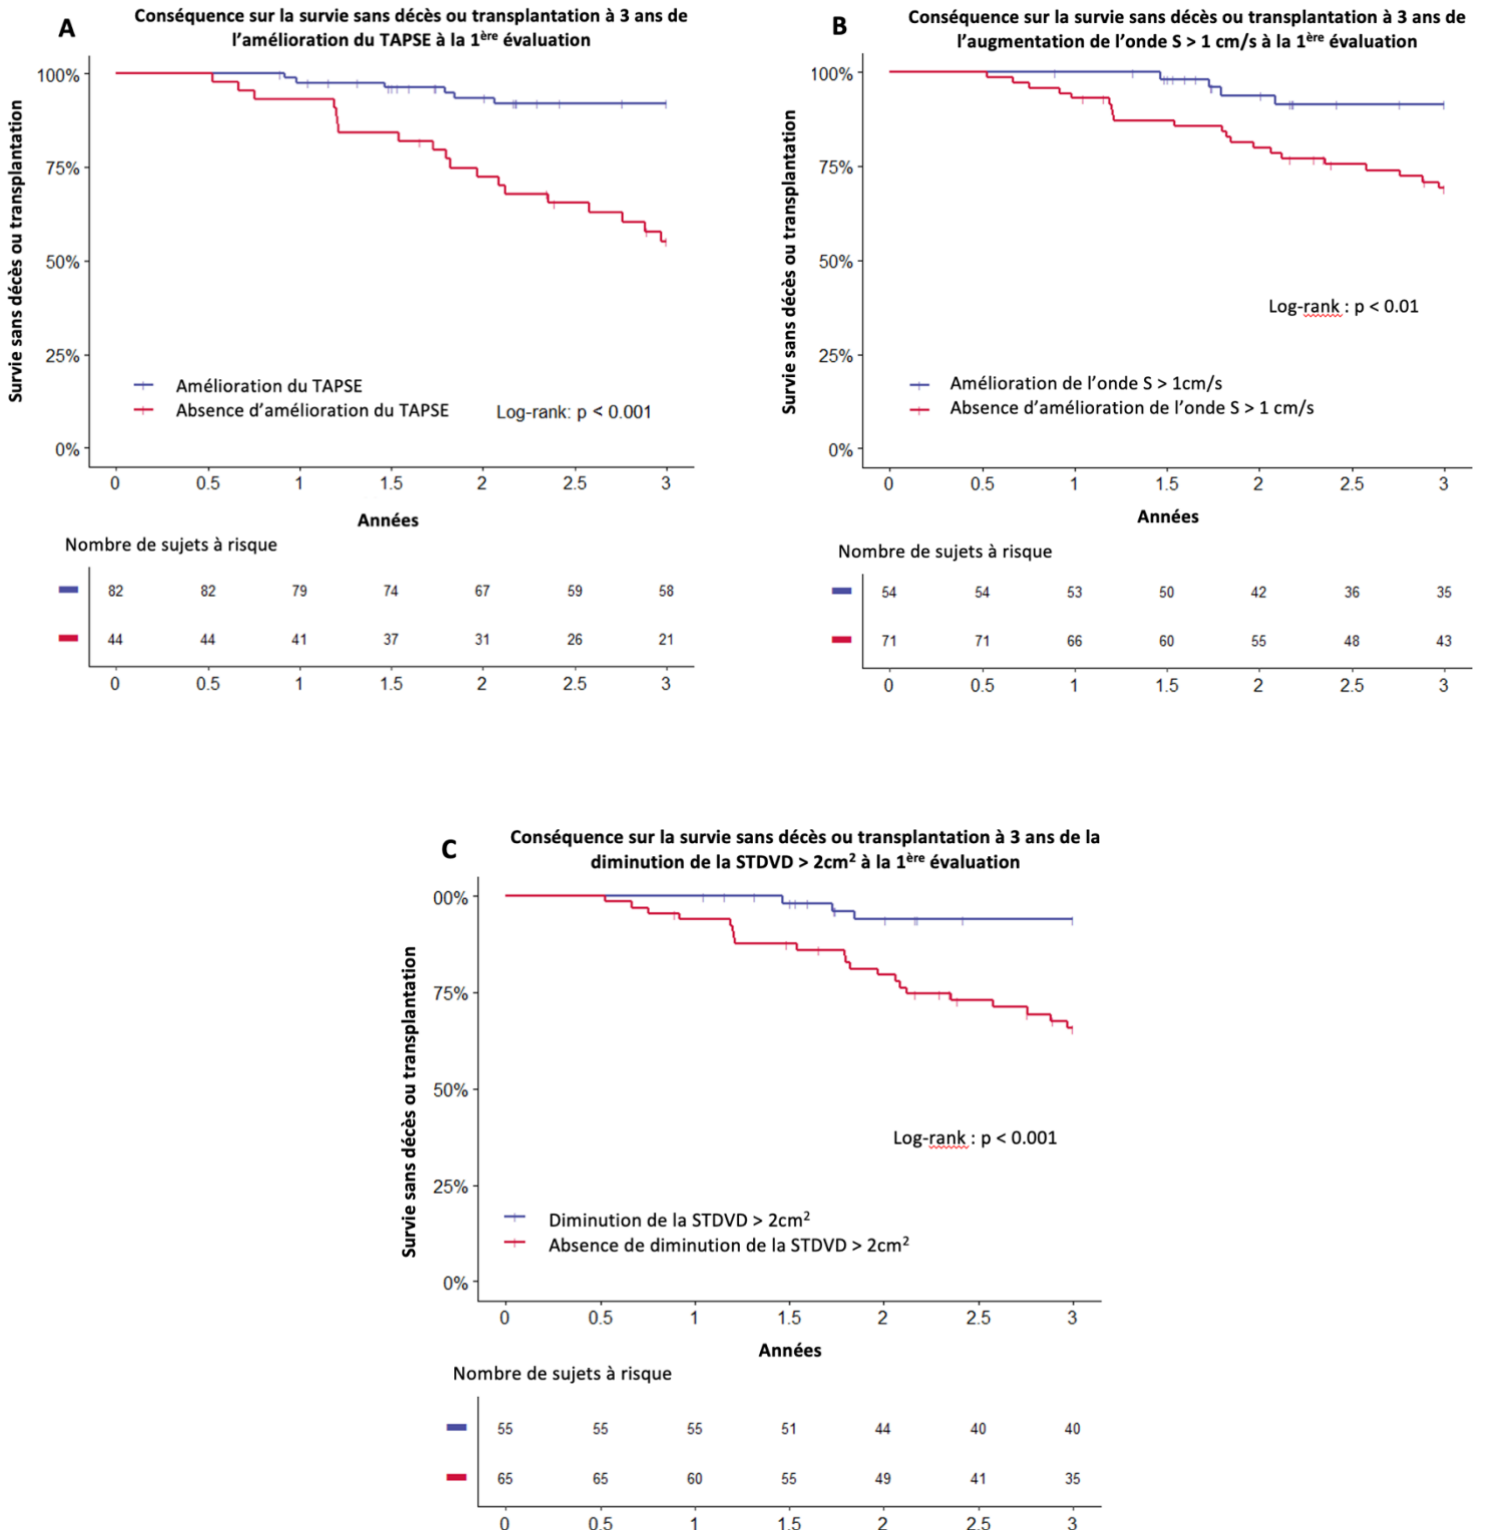 A
Conséquence sur la survie sans décès ou transplantation à 3 ans de
l'amélioration du TAPSE à la 1ère évaluation
Survie sans décès ou transplantation
100%
75%
50%
25%
0%
Amélioration du TAPSE
Absence d'amélioration du TAPSE
Log-rank: p < 0.001
0 0.5 1 1.5 2 2.5 3
Années
Nombre de sujets à risque
82 82 79 74 67 59 58
44 44 41 37 31 26 21
0 0.5 1 1.5 2 2.5 3
B
Conséquence sur la survie sans décès ou transplantation à 3 ans de
l'augmentation de l'onde S > 1 cm/s à la 1ère évaluation
Survie sans décès ou transplantation
100%
75%
50%
25%
0%
Log-rank : p < 0.01
Amélioration de l'onde S > 1cm/s
Absence d'amélioration de l'onde S > 1 cm/s
0 0.5 1 1.5 2 2.5 3
Années
Nombre de sujets à risque
54 54 53 50 42 36 35
71 71 66 60 55 48 43
0 0.5 1 1.5 2 2.5 3
C
Conséquence sur la survie sans décès ou transplantation à 3 ans de la
diminution de la STDVD > 2cm² à la 1ère évaluation
Survie sans décès ou transplantation
00%
75%
50%
25%
0%
Log-rank : p < 0.001
Diminution de la STDVD > 2cm²
Absence de diminution de la STDVD > 2cm²
0 0.5 1 1.5 2 2.5 3
Années
Nombre de sujets à risque
55 55 55 51 44 40 40
65 65 60 55 49 41 35
0 0.5 1 1.5 2 2.5 3